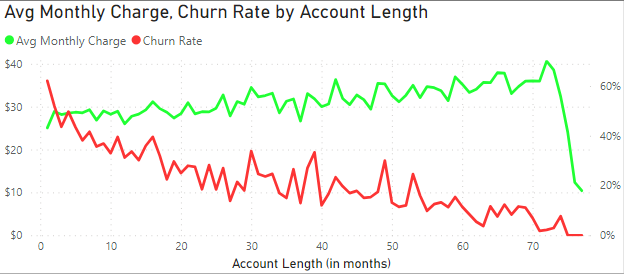 Avg Monthly Charge, Churn Rate by Account Length
Avg Monthly Charge Churn Rate
$40
$30
$20
$10
$0
60%
40%
20%
0%
0 10 20 30 40 50 60 70
Account Length (in months)